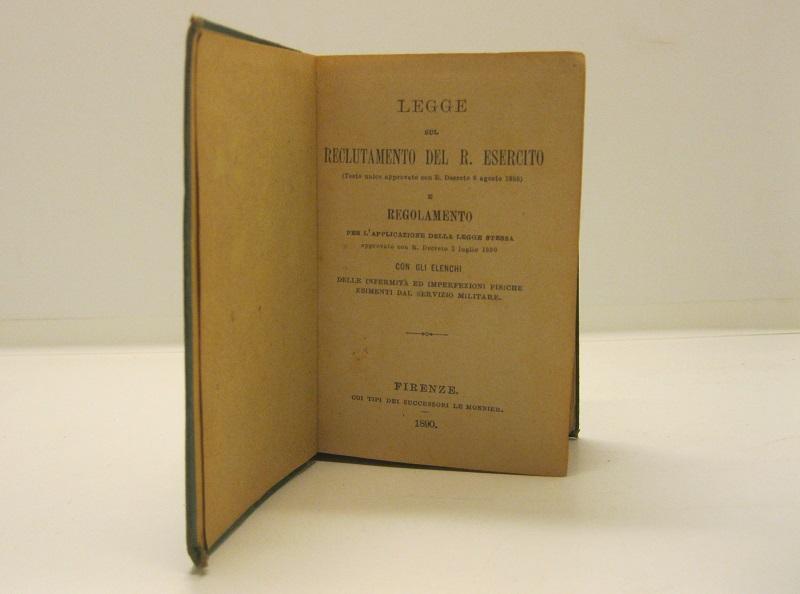 LEGGE
SUL
RECLUTAMENTO DEL R. ESERCITO
(Testo unico approvato con R. Decreto 6 agosto 1888)
E
REGOLAMENTO
PER L'APPLICAZIONE DELLA LEGGE STESSA
approvato con R. Decreto 2 luglio 1890
CON GLI ELENCHI
DELLE INFERMITÀ ED IMPERFEZIONI FISICHE
ESIMENTI DAL SERVIZIO MILITARE.
FIRENZE.
COI TIPI DEI SUCCESSORI LE MONNIER.
1890.